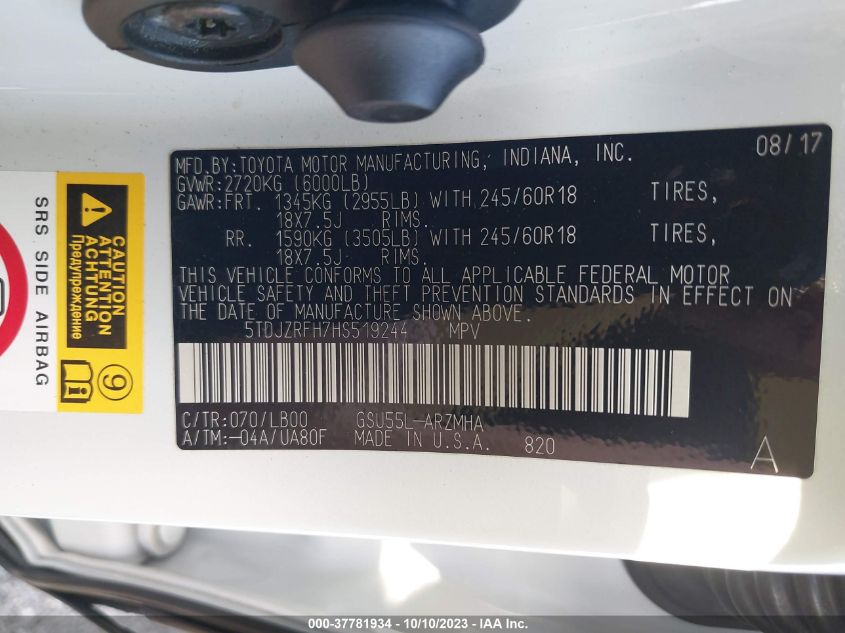 MFD.BY:TOYOTA MOTOR MANUFACTURING, INDIANA, INC. 08/17
GVWR:2720KG (6000LB)
GAWR:FRT. 1345KG (2955LB) WITH 245/60R18 TIRES,
18X7.5J RIMS.
RR. 1590KG (3505LB) WITH 245/60R18 TIRES,
18X7.5J RIMS.
THIS VEHICLE CONFORMS TO ALL APPLICABLE FEDERAL MOTOR
VEHICLE SAFETY AND THEFT PREVENTION STANDARDS IN EFFECT ON
THE DATE OF MANUFACTURE SHOWN ABOVE.
5TDJZRFH7HS519244 MPV
C/TR:070/LB00 GSU55L-ARZMHA
A/TM:-04A/UA80F MADE IN U.S.A. 820
A
SRS SIDE AIRBAG
CAUTION
ATTENTION
ACHTUNG
Предупреждение
9
000-37781934 - 10/10/2023 - IAA Inc.